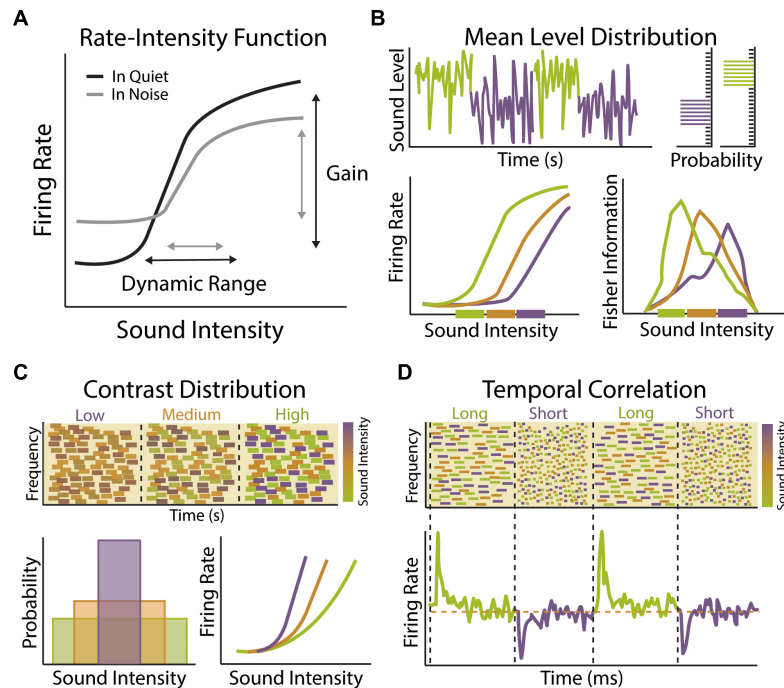 A
Rate-Intensity Function
In Quiet
In Noise
Firing Rate
Gain
Dynamic Range
Sound Intensity
B
Mean Level Distribution
Sound Level
Time (s)
Probability
Firing Rate
Sound Intensity
Fisher Information
Sound Intensity
C
Contrast Distribution
Low Medium High
Frequency
Sound Intensity
Time (s)
Probability
Sound Intensity
Firing Rate
Sound Intensity
D
Temporal Correlation
Long Short Long Short
Frequency
Sound Intensity
Firing Rate
Time (ms)